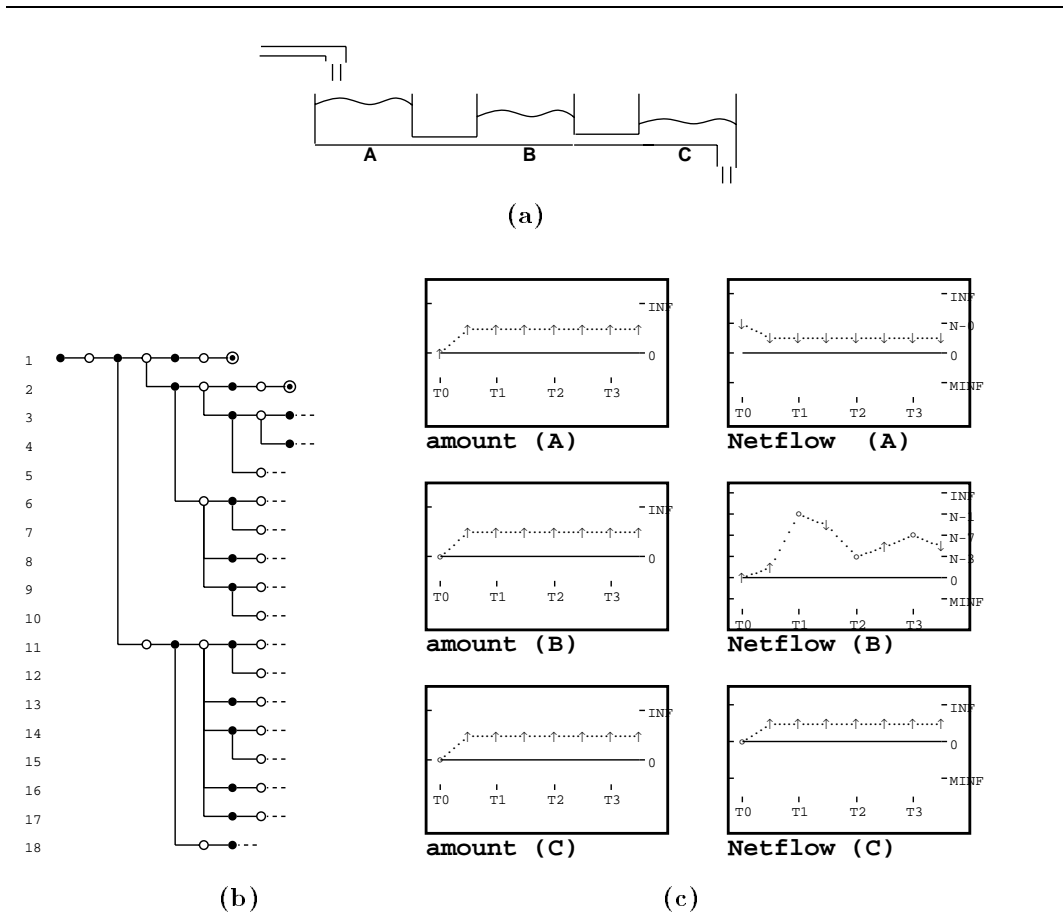 A B C
(a)
1
2
3
4
5
6
7
8
9
10
11
12
13
14
15
16
17
18
(b)
INF
0
T0 T1 T2 T3
amount (A)
INF
N-0
0
MINF
T0 T1 T2 T3
Netflow (A)
INF
0
T0 T1 T2 T3
amount (B)
INF
N-1
N-7
N-3
0
MINF
T0 T1 T2 T3
Netflow (B)
INF
0
T0 T1 T2 T3
amount (C)
INF
0
MINF
T0 T1 T2 T3
Netflow (C)
(c)